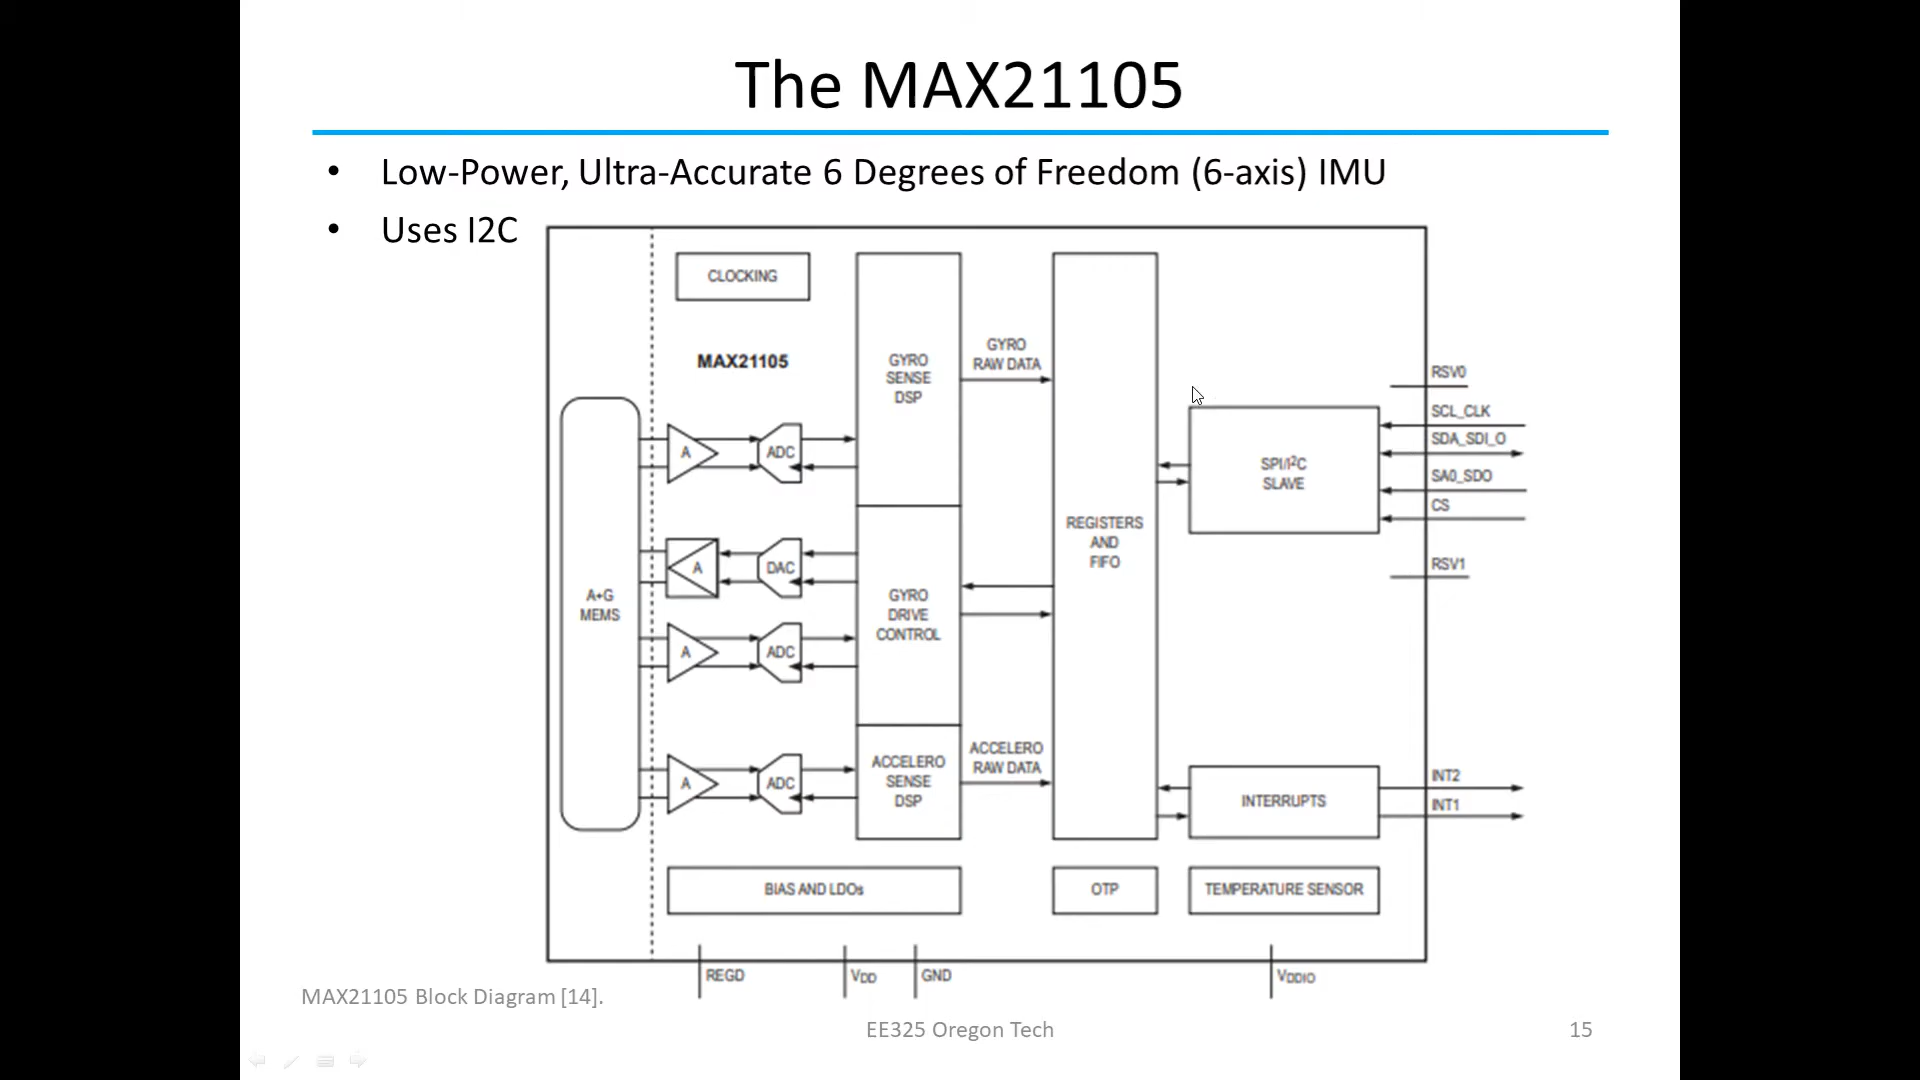 The MAX21105
• Low-Power, Ultra-Accurate 6 Degrees of Freedom (6-axis) IMU
• Uses I2C
CLOCKING
MAX21105
A+G
MEMS
A
ADC
A
DAC
A
ADC
A
ADC
GYRO
SENSE
DSP
GYRO
DRIVE
CONTROL
ACCELERO
SENSE
DSP
GYRO
RAW DATA
ACCELERO
RAW DATA
REGISTERS
AND
FIFO
SPI/I²C
SLAVE
INTERRUPTS
RSV0
SCL_CLK
SDA_SDI_O
SA0_SDO
CS
RSV1
INT2
INT1
BIAS AND LDOs
OTP
TEMPERATURE SENSOR
REGD
VDD
GND
VDDIO
MAX21105 Block Diagram [14].
EE325 Oregon Tech
15